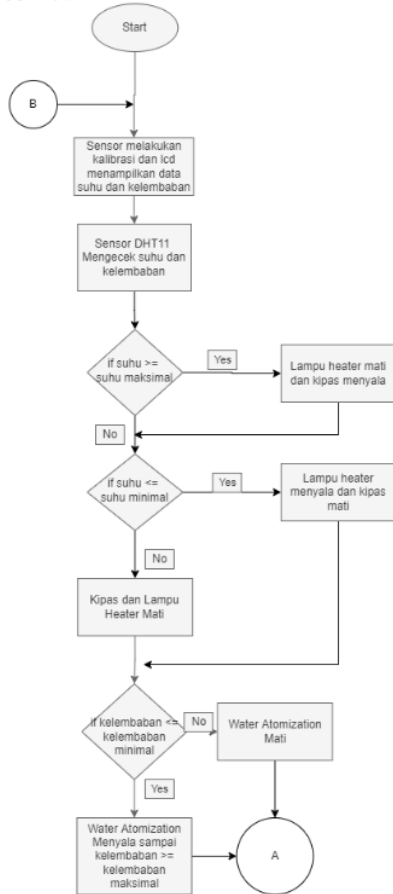 Start
B
Sensor melakukan
kalibrasi dan lcd
menampilkan data
suhu dan kelembaban
Sensor DHT11
Mengecek suhu dan
kelembaban
if suhu >=
suhu maksimal
Yes
Lampu heater mati
dan kipas menyala
No
if suhu <=
suhu minimal
Yes
Lampu heater
menyala dan kipas
mati
No
Kipas dan Lampu
Heater Mati
if kelembaban <=
kelembaban
minimal
No
Water Atomization
Mati
Yes
Water Atomization
Menyala sampai
kelembaban >=
kelembaban
maksimal
A